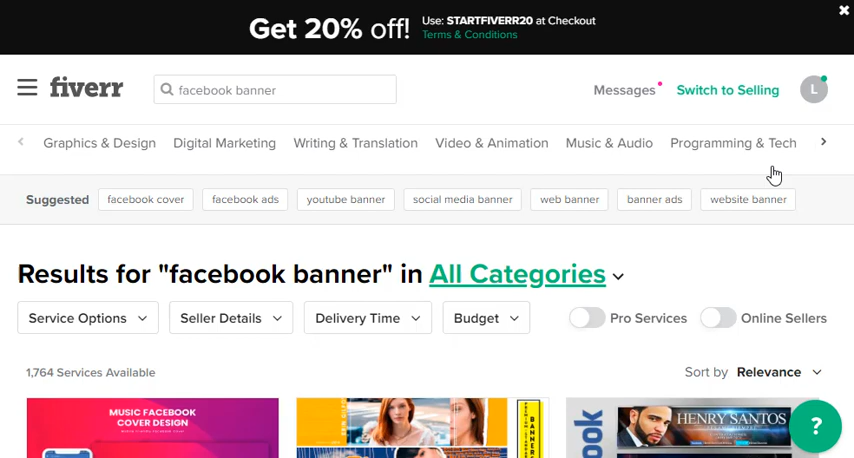 Get 20% off! Use: STARTFIVERR20 at Checkout
Terms & Conditions
fiverr
facebook banner
Messages
Switch to Selling
L
Graphics & Design Digital Marketing Writing & Translation Video & Animation Music & Audio Programming & Tech
Suggested facebook cover facebook ads youtube banner social media banner web banner banner ads website banner
Results for "facebook banner" in All Categories
Service Options Seller Details Delivery Time Budget Pro Services Online Sellers
1,764 Services Available Sort by Relevance
MUSIC FACEBOOK
COVER DESIGN
BANNER
HENRY SANTOS
ook
?